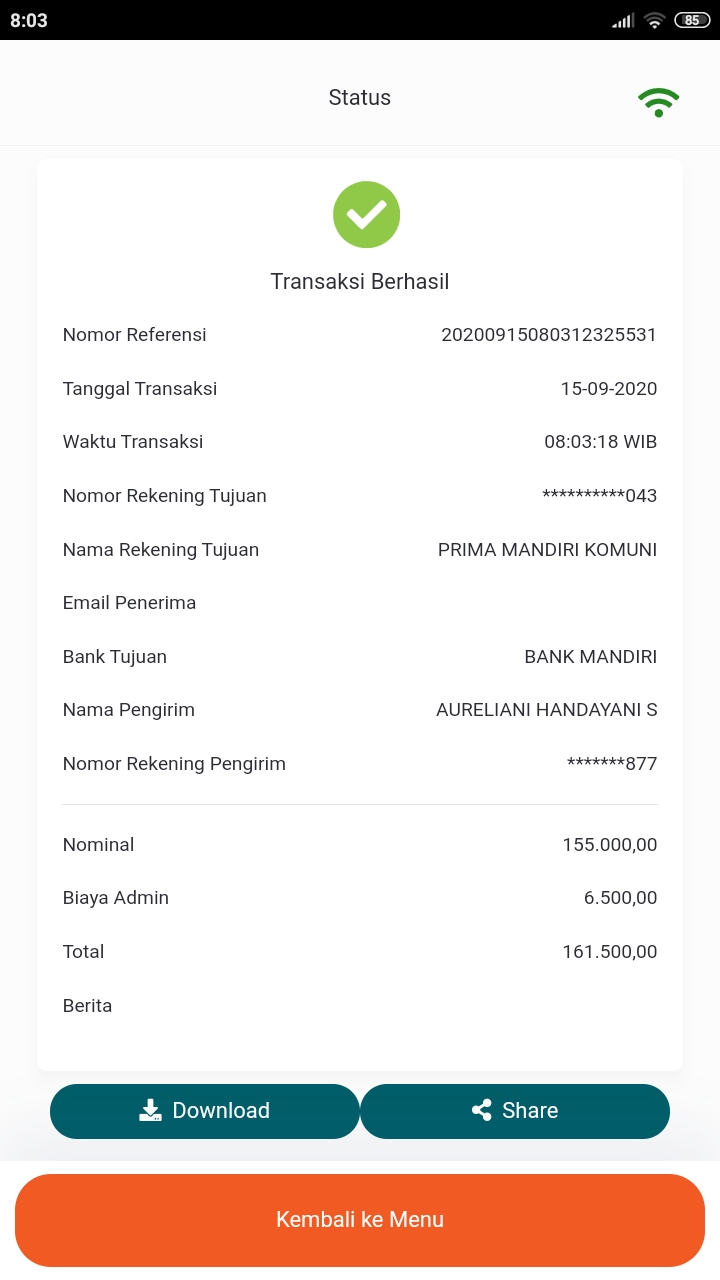 8:03
85
Status
Transaksi Berhasil
Nomor Referensi 20200915080312325531
Tanggal Transaksi 15-09-2020
Waktu Transaksi 08:03:18 WIB
Nomor Rekening Tujuan **********043
Nama Rekening Tujuan PRIMA MANDIRI KOMUNI
Email Penerima
Bank Tujuan BANK MANDIRI
Nama Pengirim AURELIANI HANDAYANI S
Nomor Rekening Pengirim *******877
Nominal 155.000,00
Biaya Admin 6.500,00
Total 161.500,00
Berita
Download Share
Kembali ke Menu